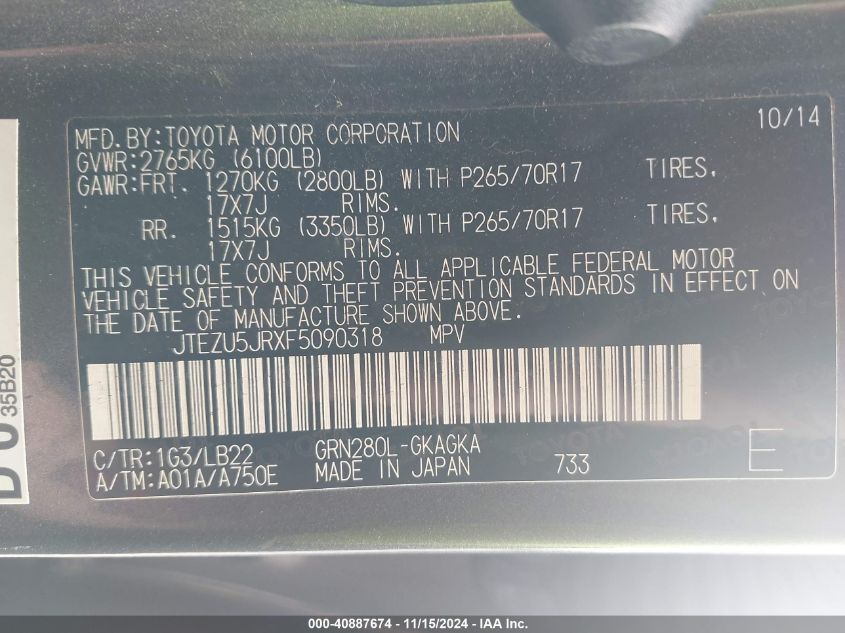 10/14
MFD.BY:TOYOTA MOTOR CORPORATION
GVWR:2765KG (6100LB)
GAWR:FRT. 1270KG (2800LB) WITH P265/70R17 TIRES,
17X7J RIMS.
RR. 1515KG (3350LB) WITH P265/70R17 TIRES,
17X7J RIMS.
THIS VEHICLE CONFORMS TO ALL APPLICABLE FEDERAL MOTOR
VEHICLE SAFETY AND THEFT PREVENTION STANDARDS IN EFFECT ON
THE DATE OF MANUFACTURE SHOWN ABOVE.
JTEZU5JRXF5090318 MPV
C/TR:1G3/LB22 GRN280L-GKAGKA
A/TM:A01A/A750E MADE IN JAPAN 733 E
35B20
000-40887674 - 11/15/2024 - IAA Inc.